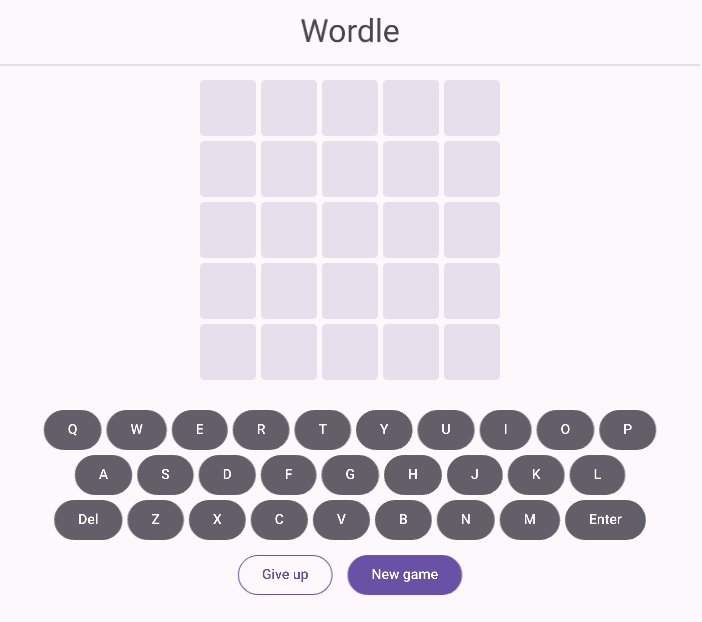 Wordle
Q W E R T Y U I O P
A S D F G H J K L
Del Z X C V B N M Enter
Give up New game